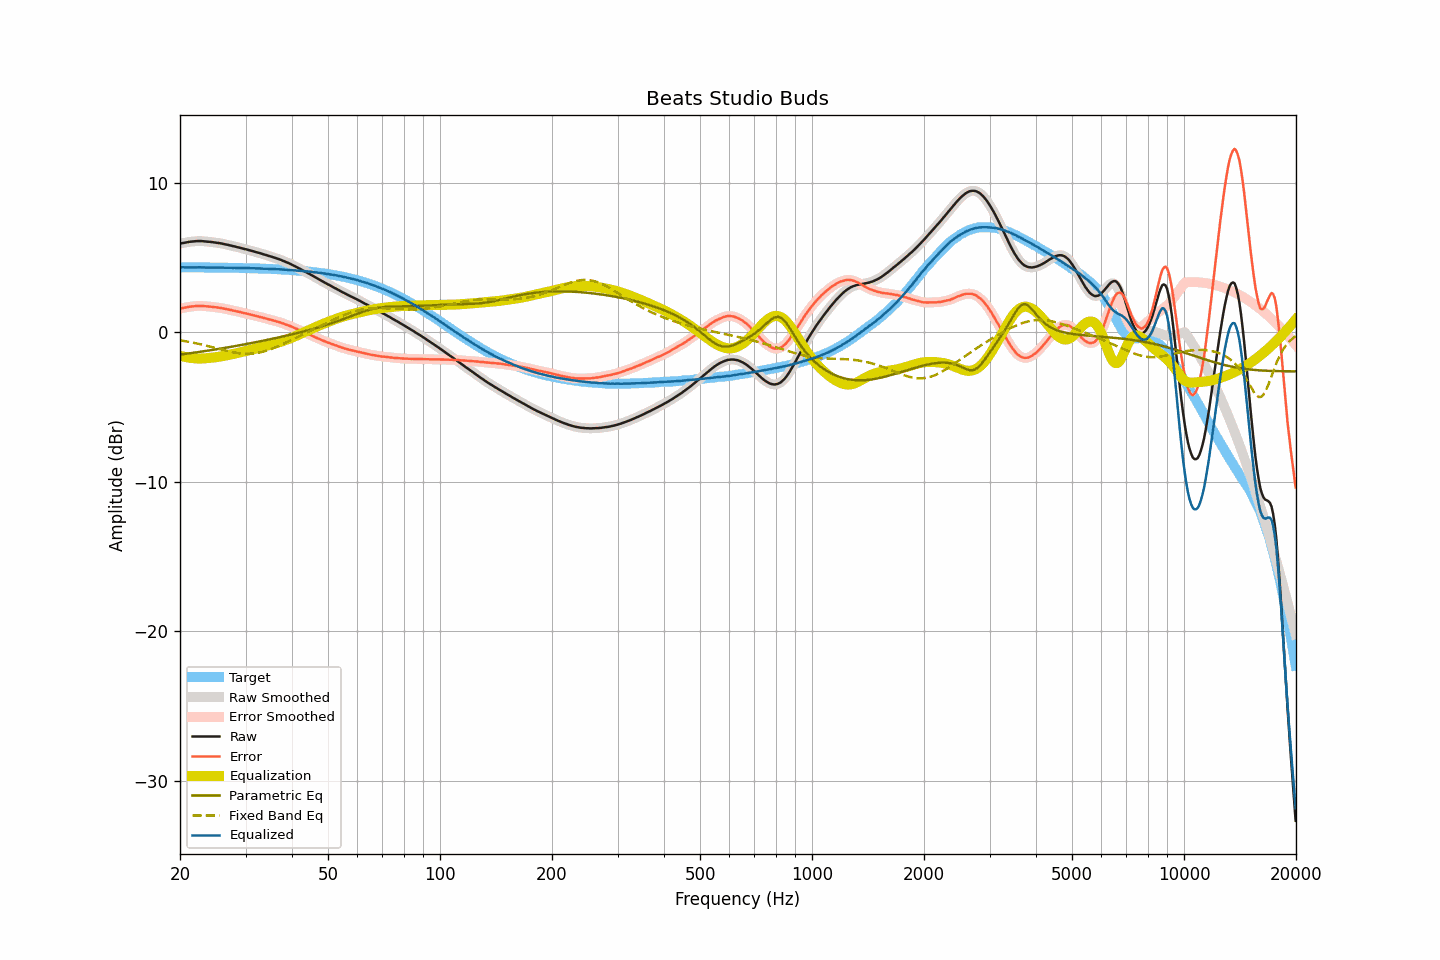 Beats Studio Buds
Amplitude (dBr)
10
0
−10
−20
−30
Target
Raw Smoothed
Error Smoothed
Raw
Error
Equalization
Parametric Eq
Fixed Band Eq
Equalized
20 50 100 200 500 1000 2000 5000 10000 20000
Frequency (Hz)